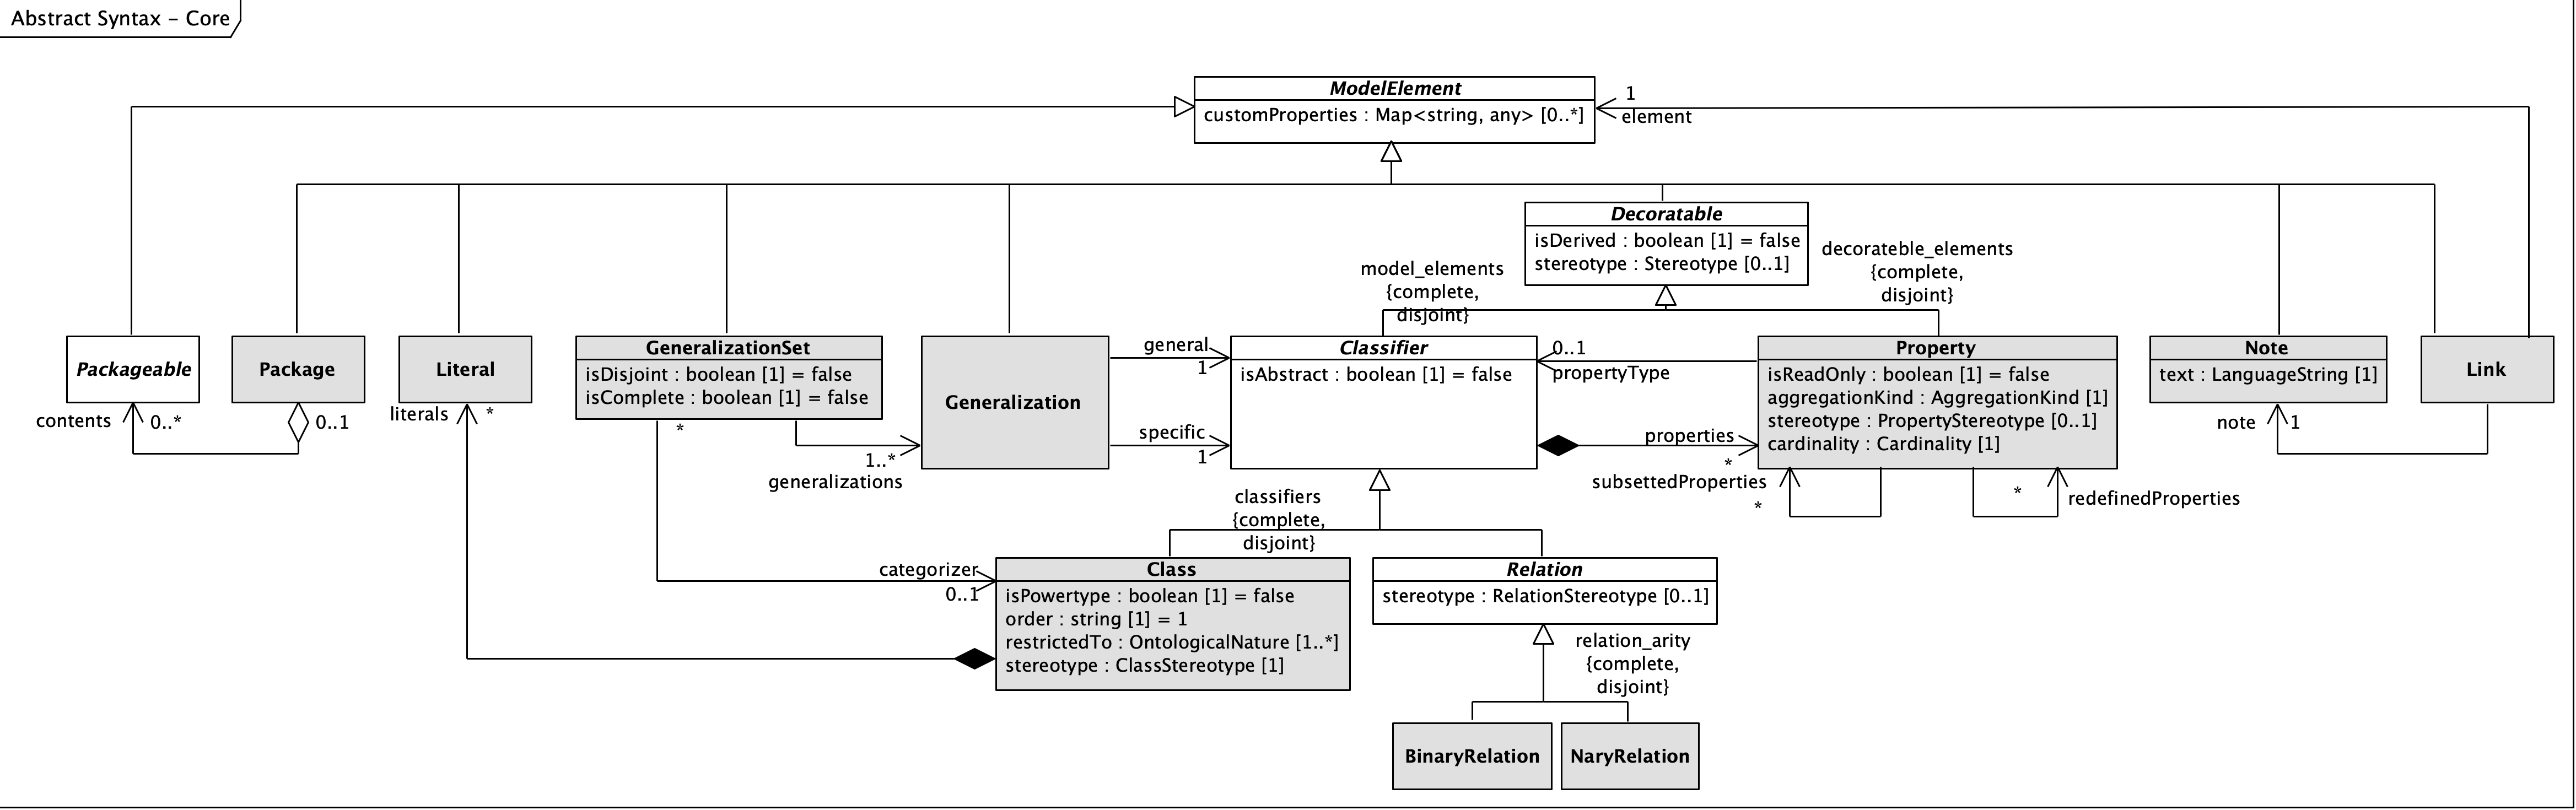 Abstract Syntax – Core
ModelElement
customProperties : Map<string, any> [0..*]
1
element
Decoratable
isDerived : boolean [1] = false
stereotype : Stereotype [0..1]
model_elements
{complete,
disjoint}
decorateble_elements
{complete,
disjoint}
Packageable
contents
0..*
Package
0..1
Literal
literals
*
GeneralizationSet
isDisjoint : boolean [1] = false
isComplete : boolean [1] = false
*
1..*
generalizations
Generalization
general
1
specific
1
Classifier
isAbstract : boolean [1] = false
0..1
propertyType
properties
*
Property
isReadOnly : boolean [1] = false
aggregationKind : AggregationKind [1]
stereotype : PropertyStereotype [0..1]
cardinality : Cardinality [1]
subsettedProperties
*
*
redefinedProperties
Note
text : LanguageString [1]
note
1
Link
classifiers
{complete,
disjoint}
categorizer
0..1
Class
isPowertype : boolean [1] = false
order : string [1] = 1
restrictedTo : OntologicalNature [1..*]
stereotype : ClassStereotype [1]
Relation
stereotype : RelationStereotype [0..1]
relation_arity
{complete,
disjoint}
BinaryRelation
NaryRelation